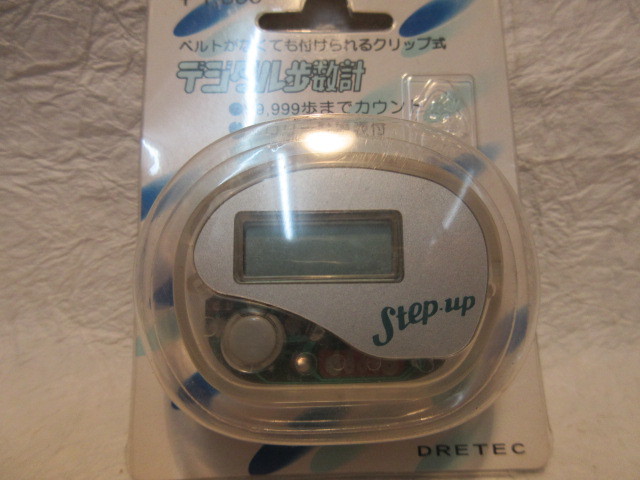 ベルトがなくても付けられるクリップ式
デジタル歩数計
9,999歩までカウント
付
Step-up
DRETEC